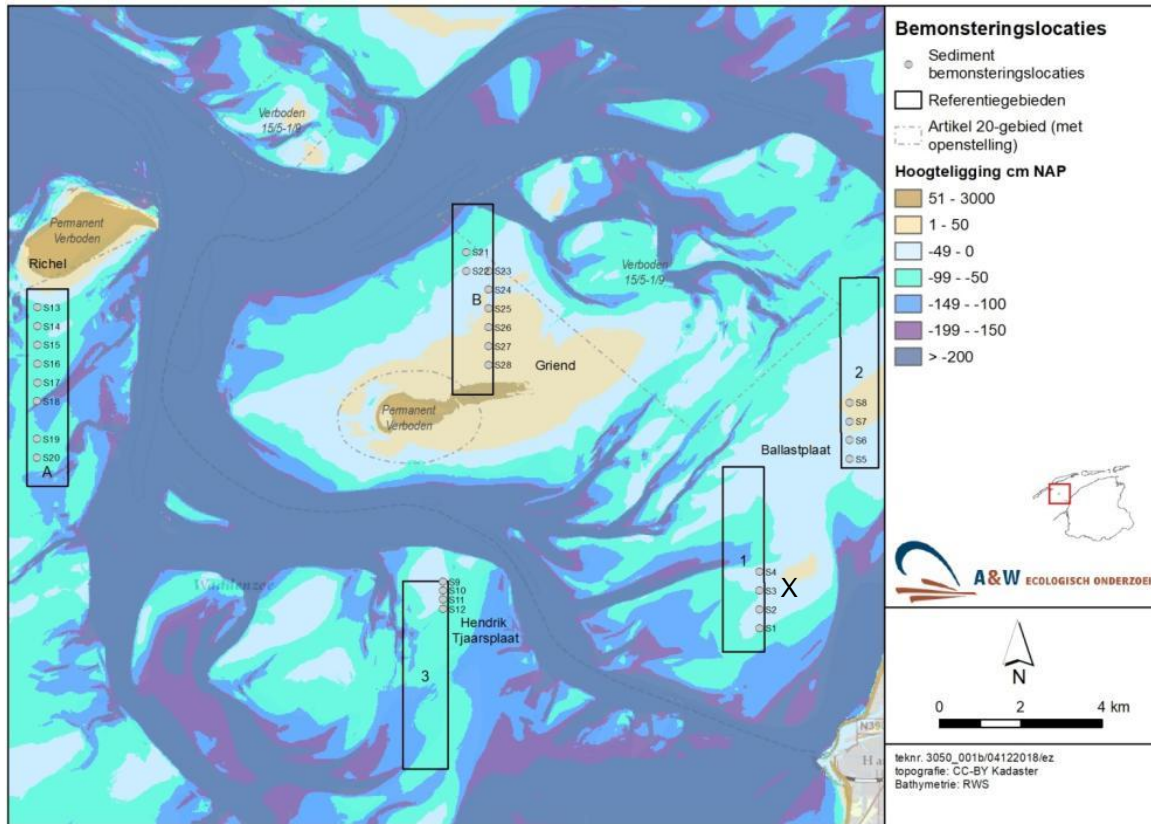 Verboden
15/5-1/9
Permanent
Verboden
Richel
S13
S14
S15
S16
S17
S18
S19
S20
A
S21
S22
S23
S24
B
S25
S26
S27
S28
Griend
Permanent
Verboden
Verboden
15/5-1/9
2
S8
S7
S6
S5
Ballastplaat
1
S4
S3
X
S2
S1
Waddenzee
S9
S10
S11
S12
Hendrik
Tjaarsplaat
3
N39
Ha
Bemonsteringslocaties
Sediment
bemonsteringslocaties
Referentiegebieden
Artikel 20-gebied (met
openstelling)
Hoogteligging cm NAP
51 - 3000
1 - 50
-49 - 0
-99 - -50
-149 - -100
-199 - -150
> -200
A&W ECOLOGISCH ONDERZOEK
N
0 2 4 km
teknr. 3050_001b/04122018/ez
topografie: CC-BY Kadaster
Bathymetrie: RWS